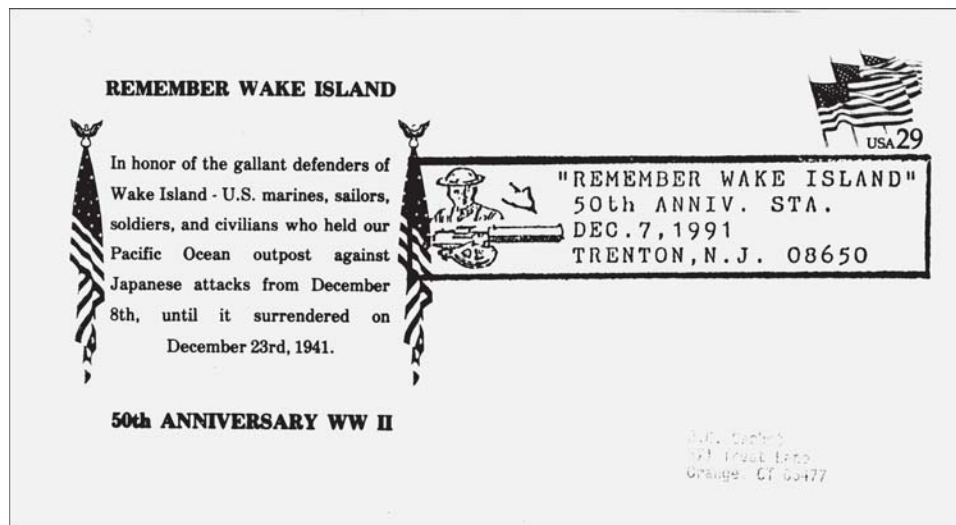 REMEMBER WAKE ISLAND
In honor of the gallant defenders of
Wake Island - U.S. marines, sailors,
soldiers, and civilians who held our
Pacific Ocean outpost against
Japanese attacks from December
8th, until it surrendered on
December 23rd, 1941.
50th ANNIVERSARY WW II
USA 29
"REMEMBER WAKE ISLAND"
50th ANNIV. STA.
DEC.7,1991
TRENTON,N.J. 08650
Orange, CT